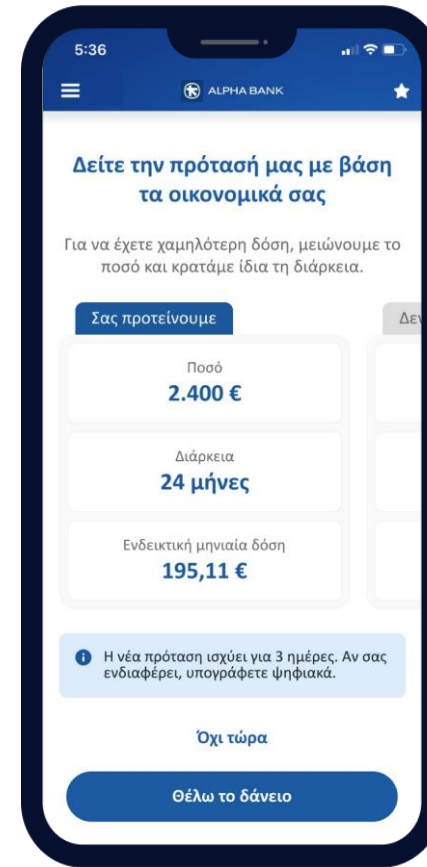 5:36
ALPHA BANK
Δείτε την πρότασή μας με βάση
τα οικονομικά σας
Για να έχετε χαμηλότερη δόση, μειώνουμε το
ποσό και κρατάμε ίδια τη διάρκεια.
Σας προτείνουμε
Ποσό
2.400 €
Διάρκεια
24 μήνες
Ενδεικτική μηνιαία δόση
195,11 €
Η νέα πρόταση ισχύει για 3 ημέρες. Αν σας
ενδιαφέρει, υπογράφετε ψηφιακά.
Όχι τώρα
Θέλω το δάνειο